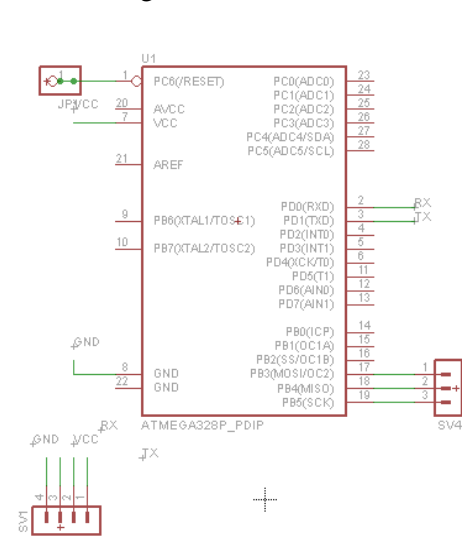 U1
1 PC6(/RESET)
JP VCC
20 AVCC
7 VCC
21 AREF
9 PB6(XTAL1/TOSC1)
10 PB7(XTAL2/TOSC2)
GND
8 GND
22 GND
PC0(ADC0) 23
PC1(ADC1) 24
PC2(ADC2) 25
PC3(ADC3) 26
PC4(ADC4/SDA) 27
PC5(ADC5/SCL) 28
PD0(RXD) 2 RX
PD1(TXD) 3 TX
PD2(INT0) 4
PD3(INT1) 5
PD4(XCK/T0) 6
PD5(T1) 11
PD6(AIN0) 12
PD7(AIN1) 13
PB0(ICP) 14
PB1(OC1A) 15
PB2(SS/OC1B) 16
PB3(MOSI/OC2) 17 1
PB4(MISO) 18 2
PB5(SCK) 19 3
ATMEGA328P_PDIP
SV4
RX
GND VCC TX
4 3 2 1
SV1